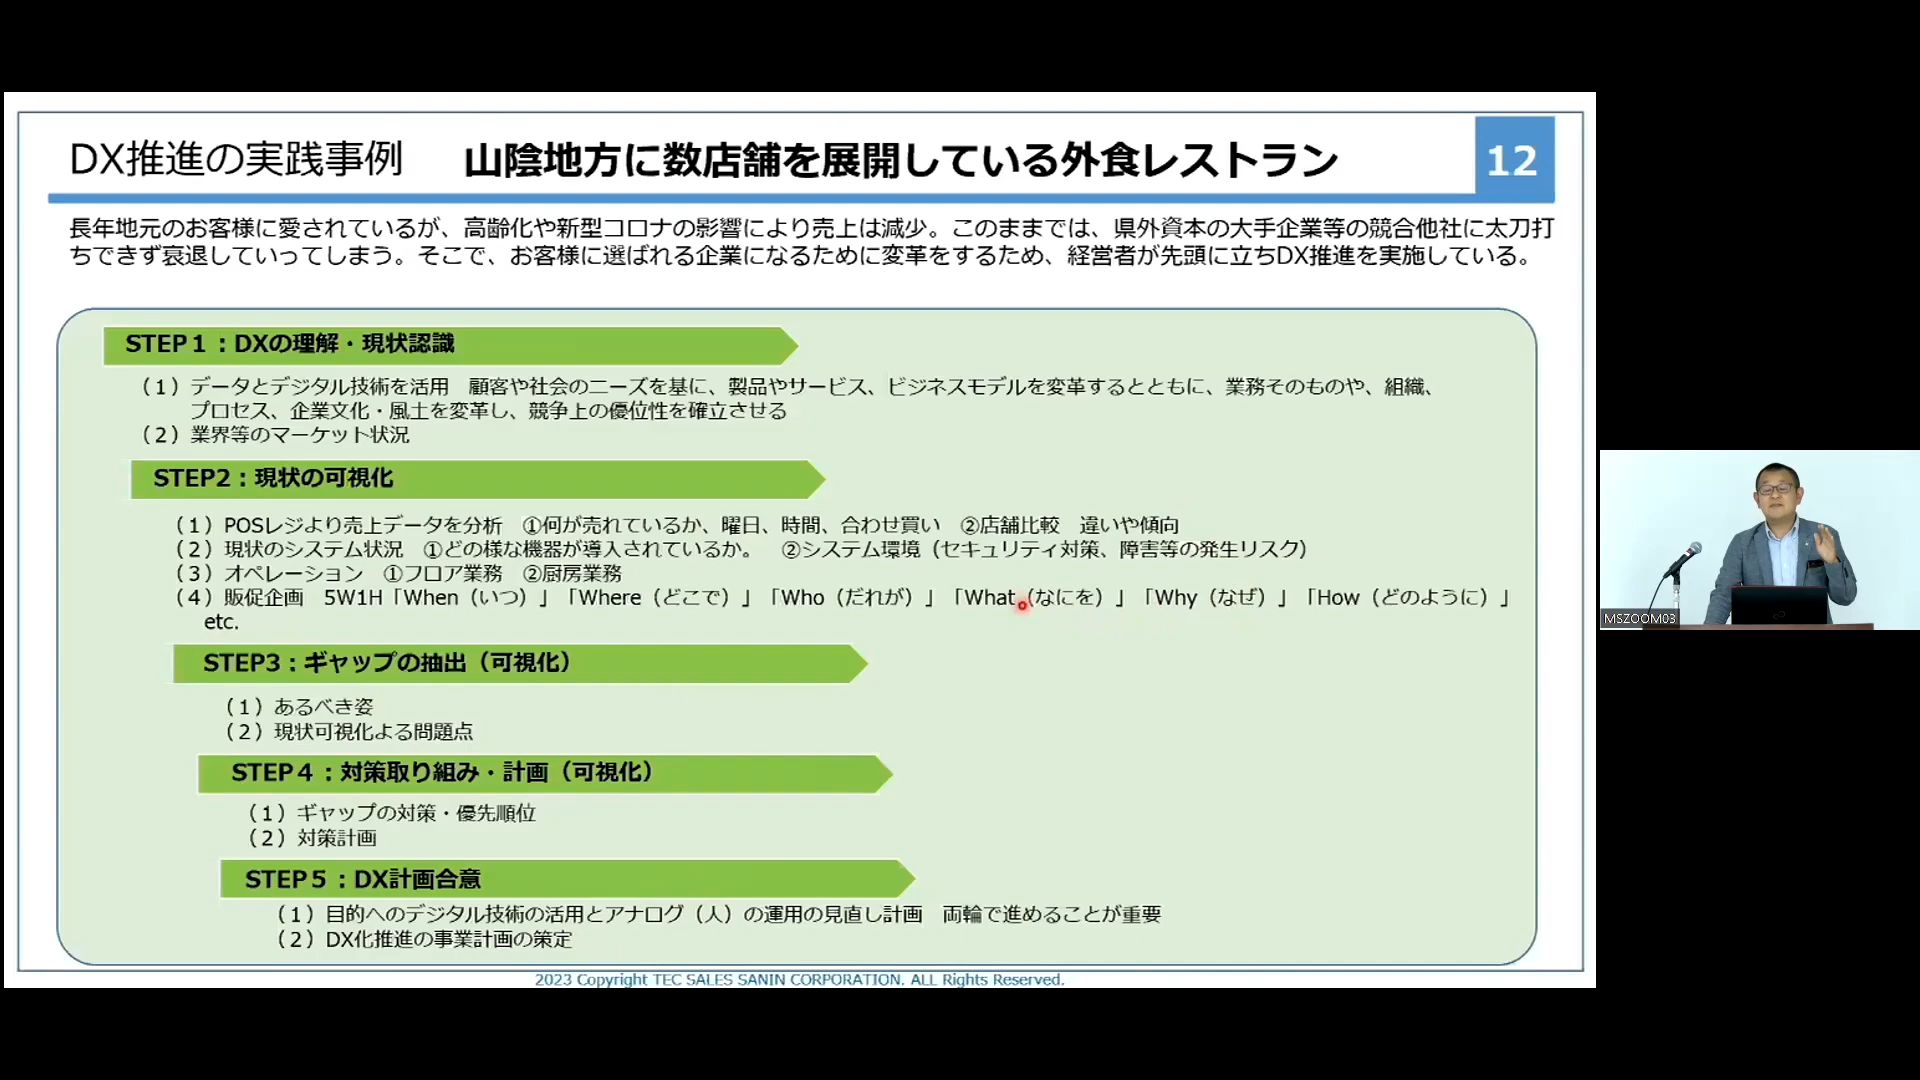 DX推進の実践事例　山陰地方に数店舗を展開している外食レストラン
12
長年地元のお客様に愛されているが、高齢化や新型コロナの影響により売上は減少。このままでは、県外資本の大手企業等の競合他社に太刀打
ちできず衰退していってしまう。そこで、お客様に選ばれる企業になるために変革をするため、経営者が先頭に立ちDX推進を実施している。
STEP１：DXの理解・現状認識
（1）データとデジタル技術を活用　顧客や社会のニーズを基に、製品やサービス、ビジネスモデルを変革するとともに、業務そのものや、組織、
プロセス、企業文化・風土を変革し、競争上の優位性を確立させる
（2）業界等のマーケット状況
STEP2：現状の可視化
（1）POSレジより売上データを分析　①何が売れているか、曜日、時間、合わせ買い　②店舗比較　違いや傾向
（2）現状のシステム状況　①どの様な機器が導入されているか。　②システム環境（セキュリティ対策、障害等の発生リスク）
（3）オペレーション　①フロア業務　②厨房業務
（4）販促企画　5W1H「When（いつ）」「Where（どこで）」「Who（だれが）」「What（なにを）」「Why（なぜ）」「How（どのように）」
etc.
STEP3：ギャップの抽出（可視化）
（1）あるべき姿
（2）現状可視化よる問題点
STEP４：対策取り組み・計画（可視化）
（1）ギャップの対策・優先順位
（2）対策計画
STEP５：DX計画合意
（1）目的へのデジタル技術の活用とアナログ（人）の運用の見直し計画　両輪で進めることが重要
（2）DX化推進の事業計画の策定
2023 Copyright TEC SALES SANIN CORPORATION. ALL Rights Reserved.
MSZOOM03